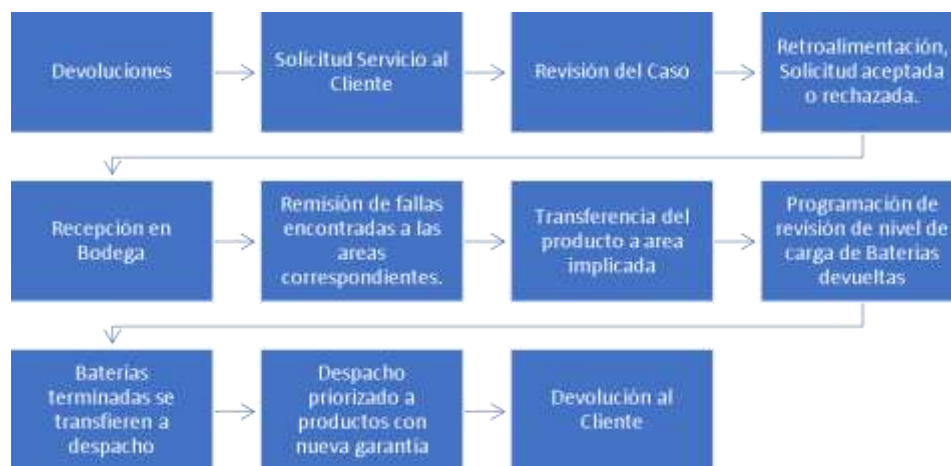 Devoluciones
Solicitud Servicio al
Cliente
Revisión del Caso
Retroalimentación,
Solicitud aceptada
o rechazada.
Recepción en
Bodega
Remisión de fallas
encontradas a las
areas
correspondientes.
Transferencia del
producto a area
implicada
Programación de
revisión de nivel de
carga de Baterias
devueltas
Baterías
terminadas se
transfieren a
despacho
Despacho
priorizado a
productos con
nueva garantia
Devolución al
Cliente